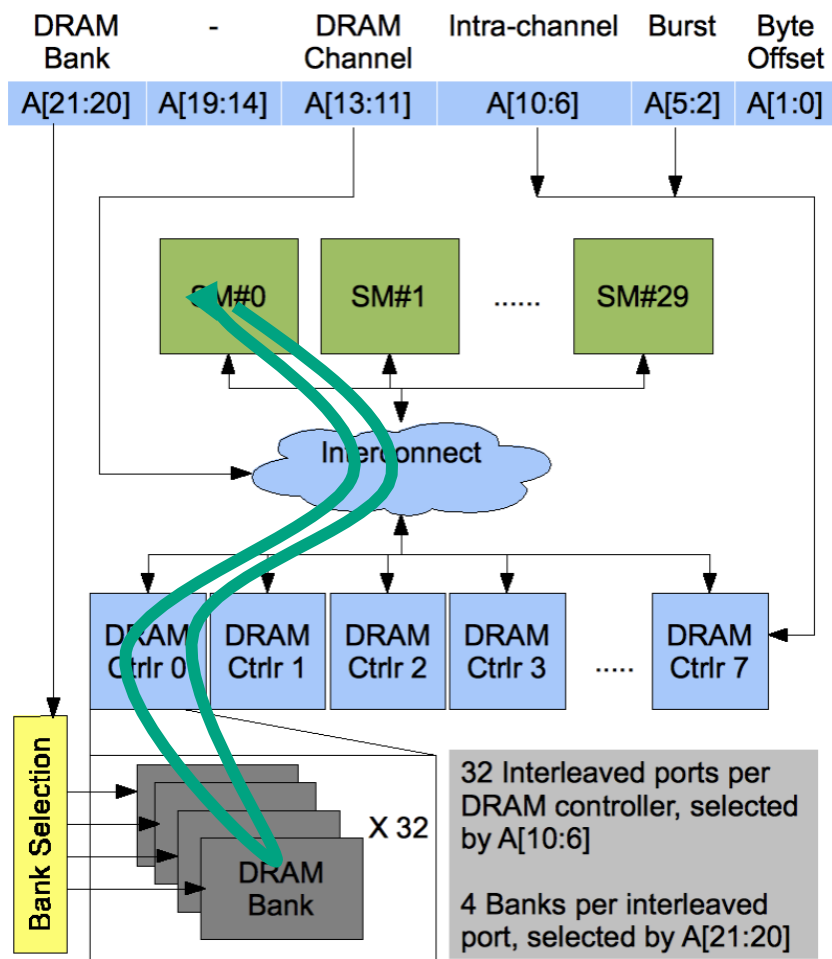 DRAM Bank
-
DRAM Channel
Intra-channel
Burst
Byte Offset
A[21:20]
A[19:14]
A[13:11]
A[10:6]
A[5:2]
A[1:0]
SM#0
SM#1
......
SM#29
Interconnect
DRAM
Ctrlr 0
DRAM
Ctrlr 1
DRAM
Ctrlr 2
DRAM
Ctrlr 3
.....
DRAM
Ctrlr 7
Bank Selection
DRAM
Bank
X 32
32 Interleaved ports per
DRAM controller, selected
by A[10:6]
4 Banks per interleaved
port, selected by A[21:20]